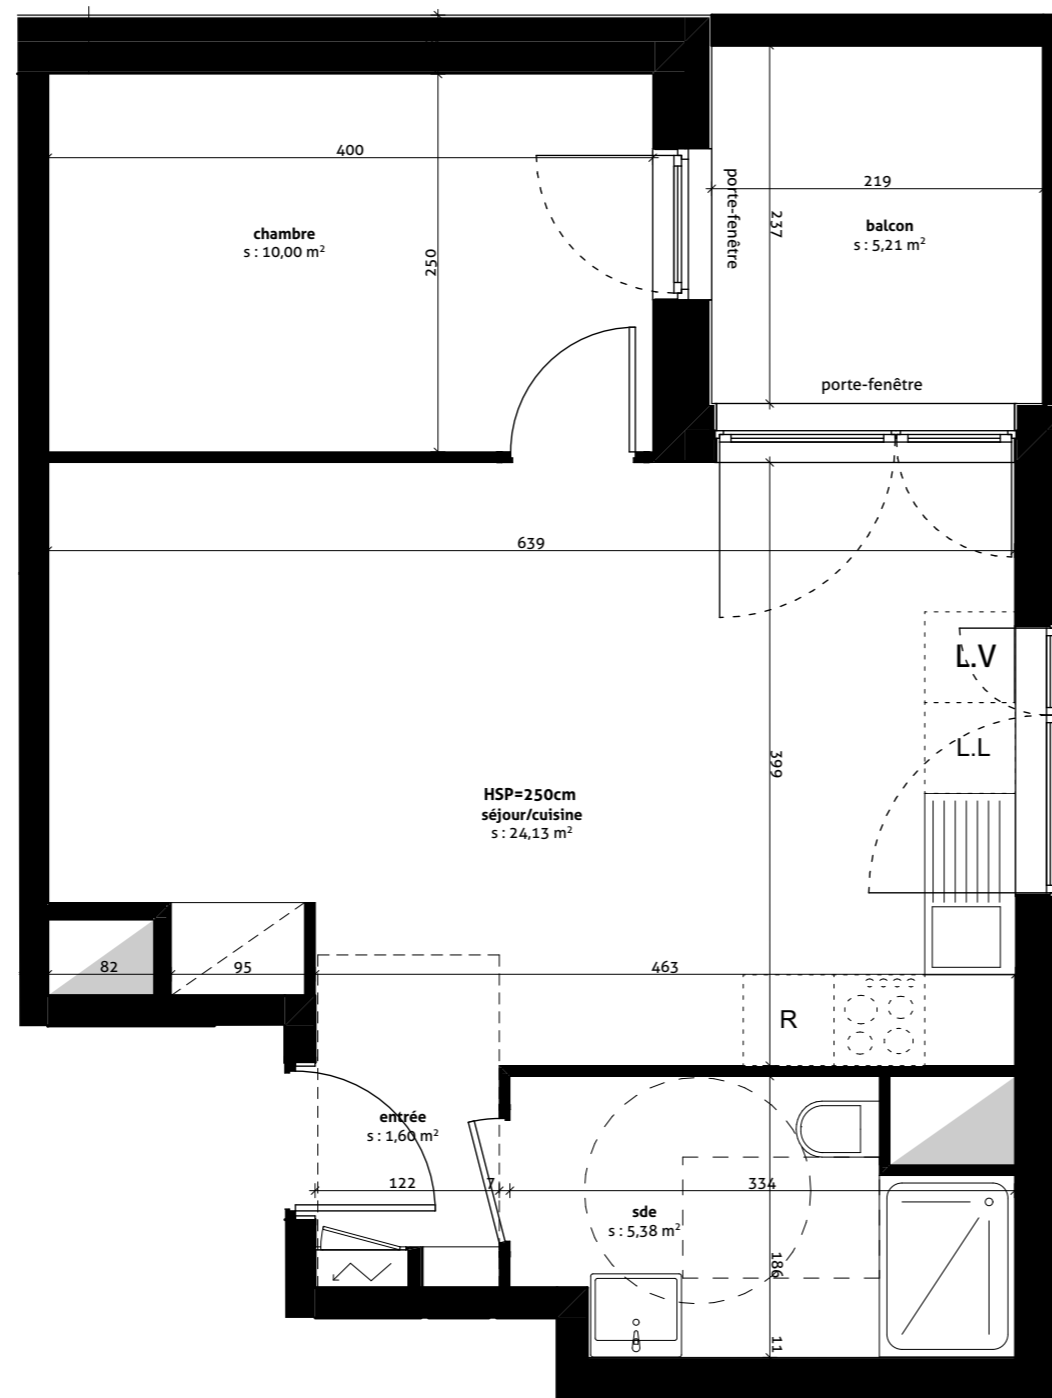 400
219
porte-fenêtre
237
balcon
s : 5,21 m²
chambre
s : 10,00 m²
250
porte-fenêtre
639
L.V
L.L
399
HSP=250cm
séjour/cuisine
s : 24,13 m²
82
95
463
R
entrée
s : 1,60 m²
122
7
334
sde
s : 5,38 m²
186
11